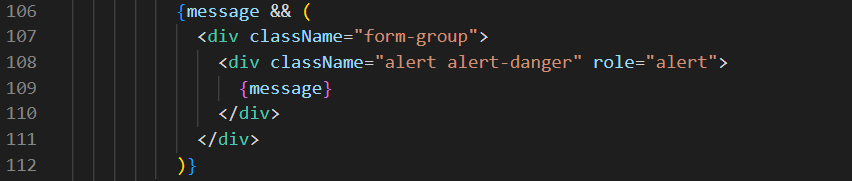 106 {message && (
107 <div className="form-group">
108 <div className="alert alert-danger" role="alert">
109 {message}
110 </div>
111 </div>
112 )}